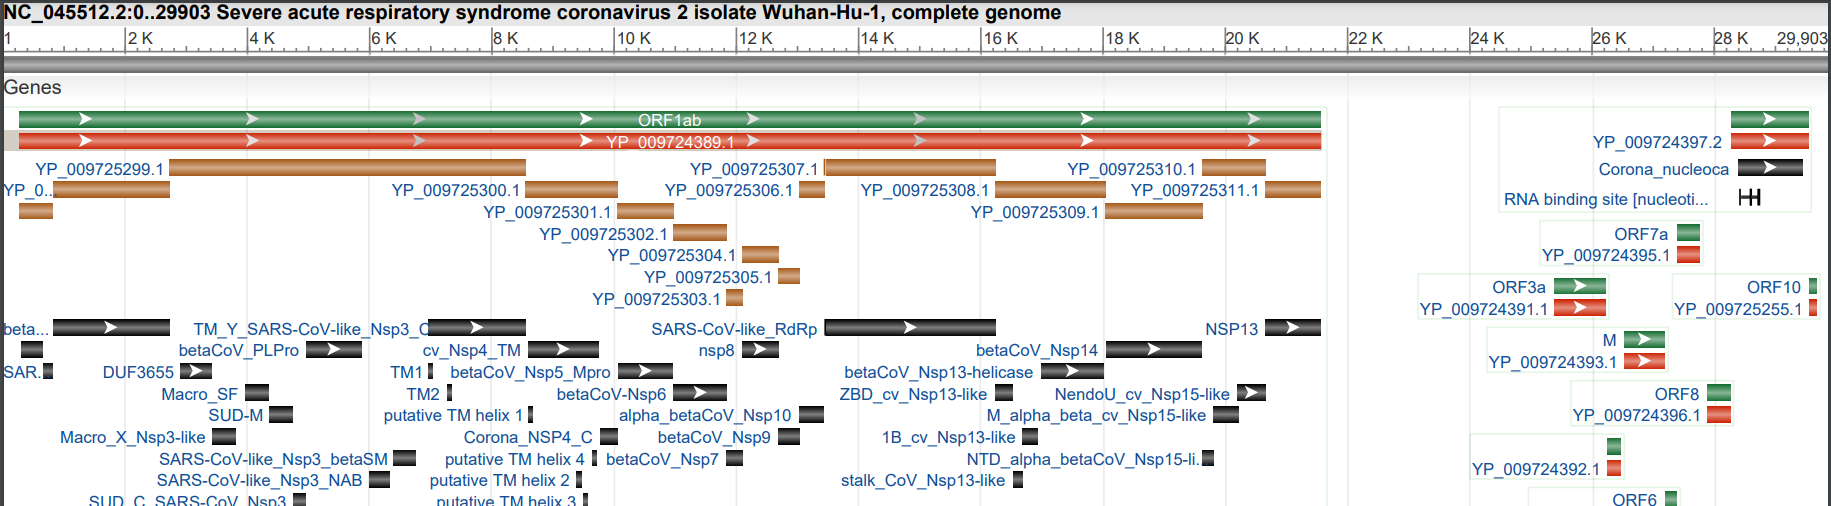 NC_045512.2:0..29903 Severe acute respiratory syndrome coronavirus 2 isolate Wuhan-Hu-1, complete genome
1 2 K 4 K 6 K 8 K 10 K 12 K 14 K 16 K 18 K 20 K 22 K 24 K 26 K 28 K 29,903
Genes
ORF1ab
YP_009724389.1 YP_009724397.2
YP_009725299.1 YP_009725307.1 YP_009725310.1 Corona_nucleoca
YP_0... YP_009725300.1 YP_009725306.1 YP_009725308.1 YP_009725311.1
RNA binding site [nucleoti...
YP_009725301.1 YP_009725309.1
YP_009725302.1 ORF7a
YP_009725304.1 YP_009724395.1
YP_009725305.1
ORF3a ORF10
YP_009725303.1
YP_009724391.1 YP_009725255.1
beta... TM_Y_SARS-CoV-like_Nsp3_C SARS-CoV-like_RdRp NSP13
M
betaCoV_PLPro cv_Nsp4_TM nsp8 betaCoV_Nsp14
YP_009724393.1
SAR. DUF3655 TM1 betaCoV_Nsp5_Mpro betaCoV_Nsp13-helicase
Macro_SF TM2 betaCoV-Nsp6 ZBD_cv_Nsp13-like NendoU_cv_Nsp15-like ORF8
SUD-M putative TM helix 1 alpha_betaCoV_Nsp10 M_alpha_beta_cv_Nsp15-like YP_009724396.1
Macro_X_Nsp3-like Corona_NSP4_C betaCoV_Nsp9 1B_cv_Nsp13-like
SARS-CoV-like_Nsp3_betaSM putative TM helix 4 betaCoV_Nsp7 NTD_alpha_betaCoV_Nsp15-li.
YP_009724392.1
SARS-CoV-like_Nsp3_NAB putative TM helix 2 stalk_CoV_Nsp13-like
SUD_C_SARS-CoV_Nsp3 putative TM helix 3 ORF6